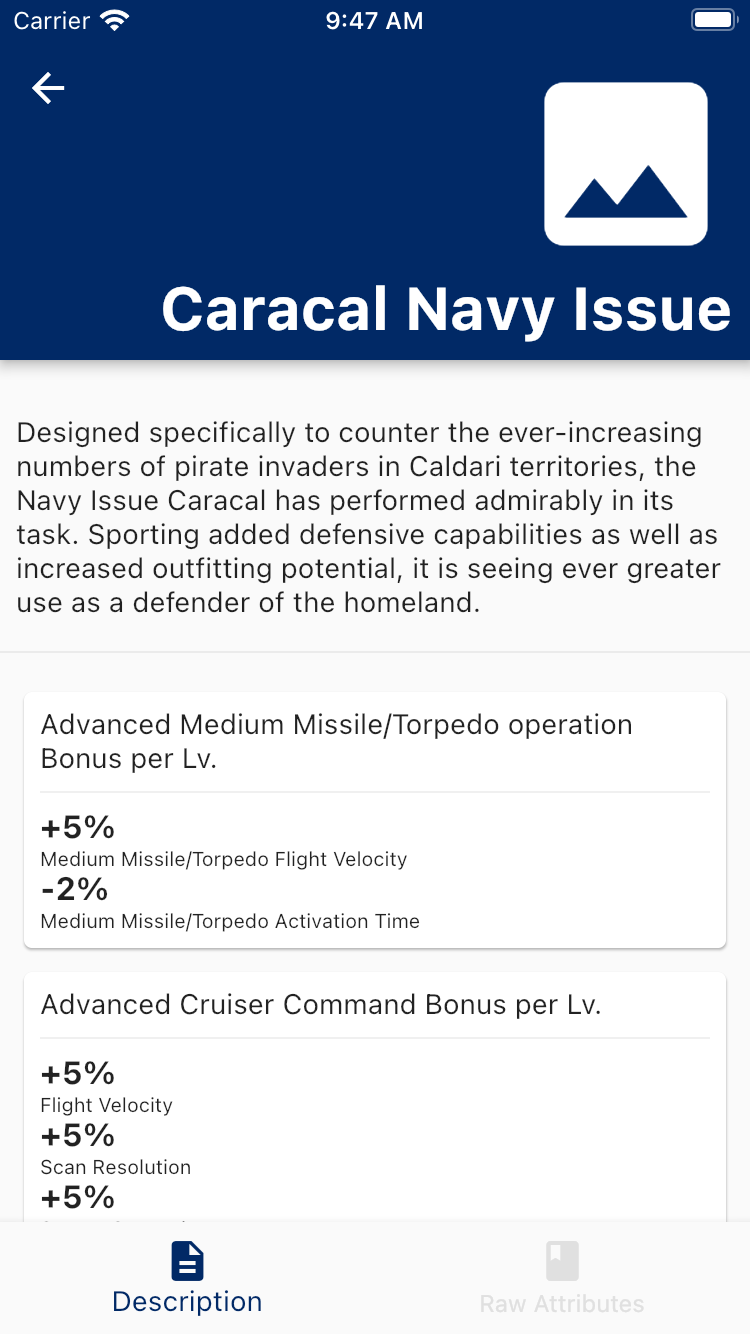 Carrier
9:47 AM
Caracal Navy Issue
Designed specifically to counter the ever-increasing
numbers of pirate invaders in Caldari territories, the
Navy Issue Caracal has performed admirably in its
task. Sporting added defensive capabilities as well as
increased outfitting potential, it is seeing ever greater
use as a defender of the homeland.
Advanced Medium Missile/Torpedo operation
Bonus per Lv.
+5%
Medium Missile/Torpedo Flight Velocity
-2%
Medium Missile/Torpedo Activation Time
Advanced Cruiser Command Bonus per Lv.
+5%
Flight Velocity
+5%
Scan Resolution
+5%
Description
Raw Attributes